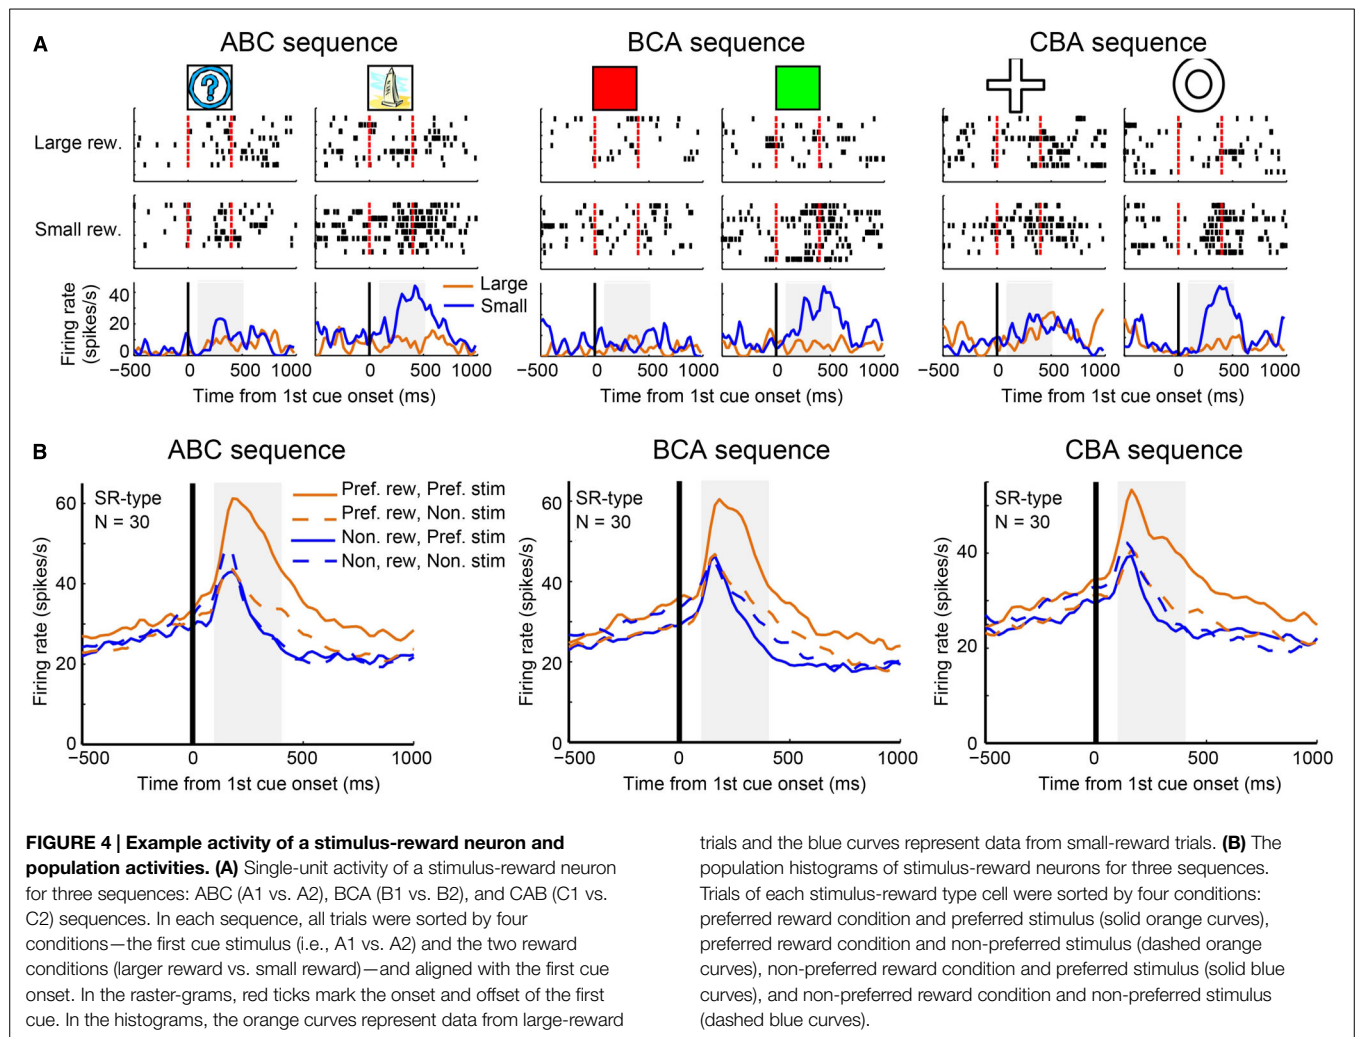 A
ABC sequence
BCA sequence
CBA sequence
?
Large rew.
Small rew.
Large
Small
Firing rate
(spikes/s)
40
20
0
−500 0 500 1000
0 500 1000
−500 0 500 1000
0 500 1000
−500 0 500 1000
0 500 1000
Time from 1st cue onset (ms)
Time from 1st cue onset (ms)
Time from 1st cue onset (ms)
B
ABC sequence
BCA sequence
CBA sequence
SR-type
N = 30
Pref. rew, Pref. stim
Pref. rew, Non. stim
Non. rew, Pref. stim
Non, rew, Non. stim
SR-type
N = 30
SR-type
N = 30
Firing rate (spikes/s)
60
40
20
0
Firing rate (spikes/s)
60
40
20
0
Firing rate (spikes/s)
40
20
0
−500 0 500 1000
−500 0 500 1000
−500 0 500 1000
Time from 1st cue onset (ms)
Time from 1st cue onset (ms)
Time from 1st cue onset (ms)
FIGURE 4 | Example activity of a stimulus-reward neuron and
population activities. (A) Single-unit activity of a stimulus-reward neuron
for three sequences: ABC (A1 vs. A2), BCA (B1 vs. B2), and CAB (C1 vs.
C2) sequences. In each sequence, all trials were sorted by four
conditions—the first cue stimulus (i.e., A1 vs. A2) and the two reward
conditions (larger reward vs. small reward)—and aligned with the first cue
onset. In the raster-grams, red ticks mark the onset and offset of the first
cue. In the histograms, the orange curves represent data from large-reward
trials and the blue curves represent data from small-reward trials. (B) The
population histograms of stimulus-reward neurons for three sequences.
Trials of each stimulus-reward type cell were sorted by four conditions:
preferred reward condition and preferred stimulus (solid orange curves),
preferred reward condition and non-preferred stimulus (dashed orange
curves), non-preferred reward condition and preferred stimulus (solid blue
curves), and non-preferred reward condition and non-preferred stimulus
(dashed blue curves).